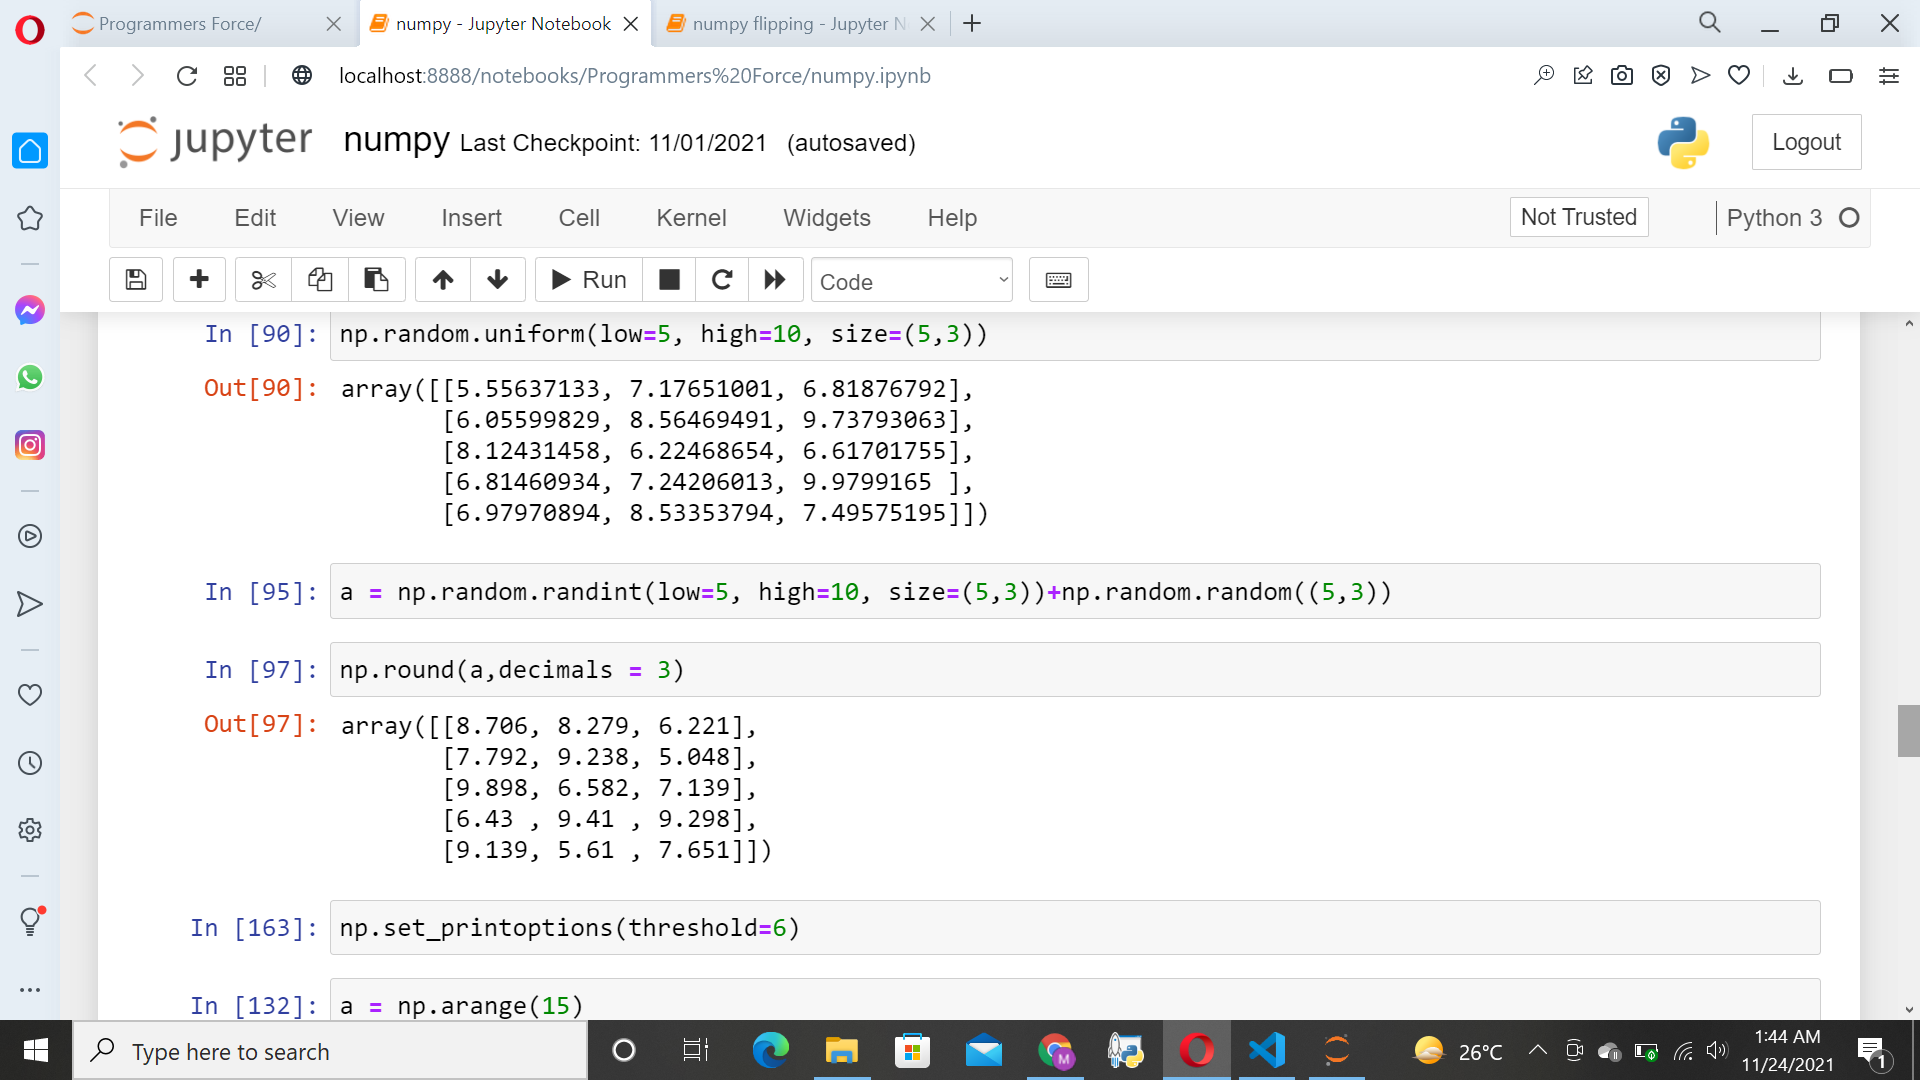 Programmers Force/
numpy - Jupyter Notebook
numpy flipping - Jupyter N
localhost:8888/notebooks/Programmers%20Force/numpy.ipynb
jupyter numpy Last Checkpoint: 11/01/2021 (autosaved)
Logout
File Edit View Insert Cell Kernel Widgets Help
Not Trusted
Python 3
Run
Code
In [90]: np.random.uniform(low=5, high=10, size=(5,3))
Out[90]: array([[5.55637133, 7.17651001, 6.81876792],
[6.05599829, 8.56469491, 9.73793063],
[8.12431458, 6.22468654, 6.61701755],
[6.81460934, 7.24206013, 9.9799165 ],
[6.97970894, 8.53353794, 7.49575195]])
In [95]: a = np.random.randint(low=5, high=10, size=(5,3))+np.random.random((5,3))
In [97]: np.round(a,decimals = 3)
Out[97]: array([[8.706, 8.279, 6.221],
[7.792, 9.238, 5.048],
[9.898, 6.582, 7.139],
[6.43 , 9.41 , 9.298],
[9.139, 5.61 , 7.651]])
In [163]: np.set_printoptions(threshold=6)
In [132]: a = np.arange(15)
Type here to search
M
26°C
1:44 AM
11/24/2021
1